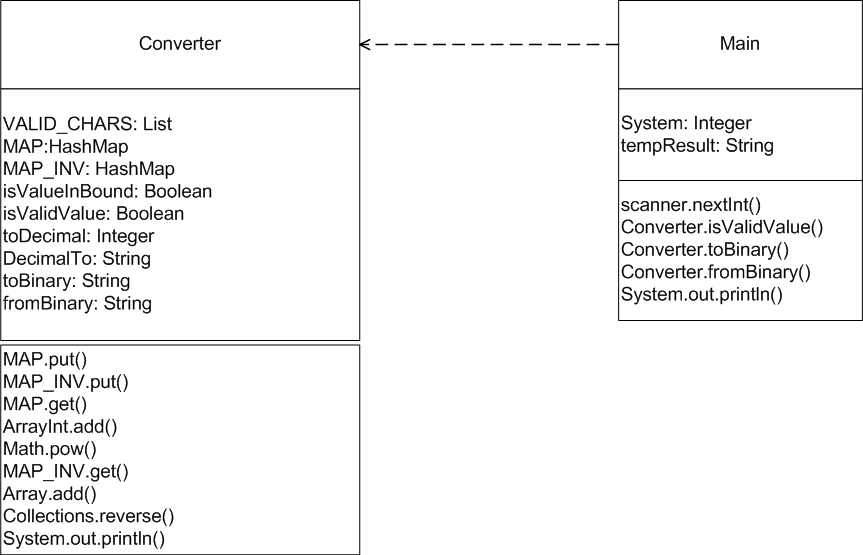 Converter
VALID_CHARS: List
MAP:HashMap
MAP_INV: HashMap
isValueInBound: Boolean
isValidValue: Boolean
toDecimal: Integer
DecimalTo: String
toBinary: String
fromBinary: String
MAP.put()
MAP_INV.put()
MAP.get()
ArrayInt.add()
Math.pow()
MAP_INV.get()
Array.add()
Collections.reverse()
System.out.println()
Main
System: Integer
tempResult: String
scanner.nextInt()
Converter.isValidValue()
Converter.toBinary()
Converter.fromBinary()
System.out.println()